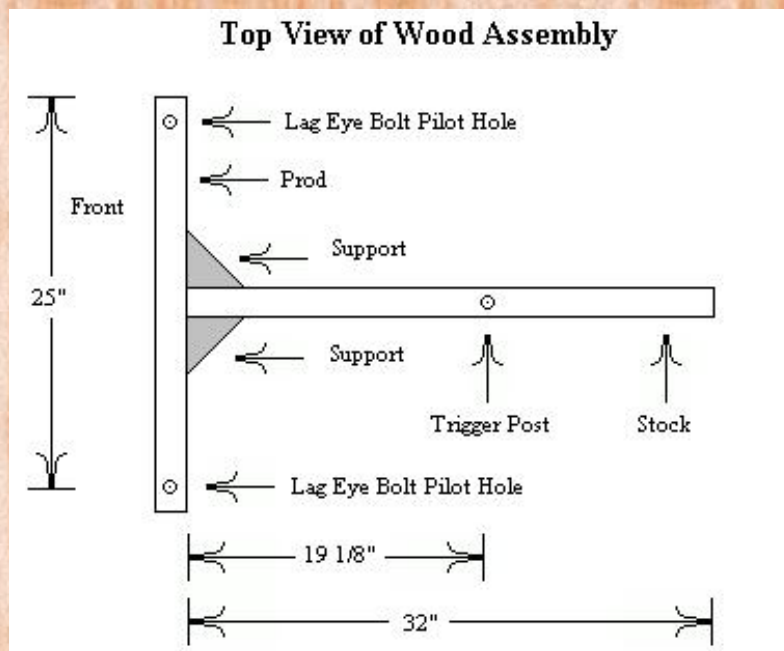 Top View of Wood Assembly
Lag Eye Bolt Pilot Hole
Prod
Front
Support
25"
Support
Trigger Post
Stock
Lag Eye Bolt Pilot Hole
19 1/8"
32"